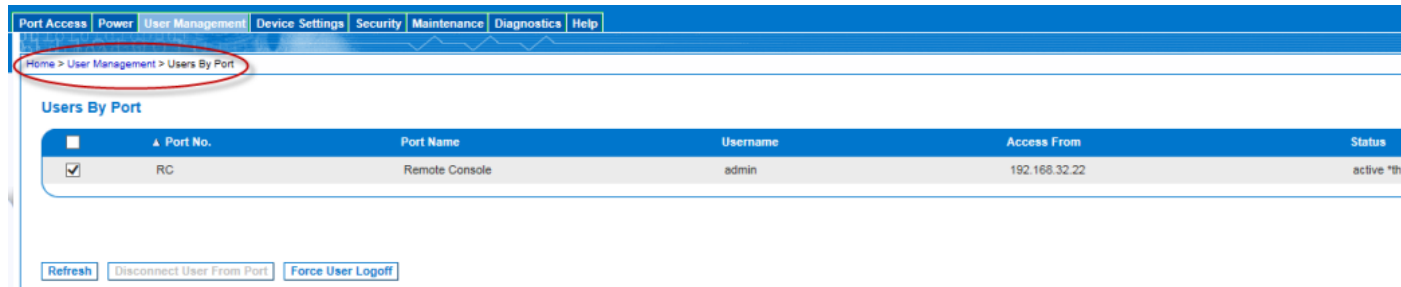 Port Access Power User Management Device Settings Security Maintenance Diagnostics Help
Home > User Management > Users By Port
Users By Port
▲ Port No. Port Name Username Access From Status
RC Remote Console admin 192.168.32.22 active *th
Refresh Disconnect User From Port Force User Logoff